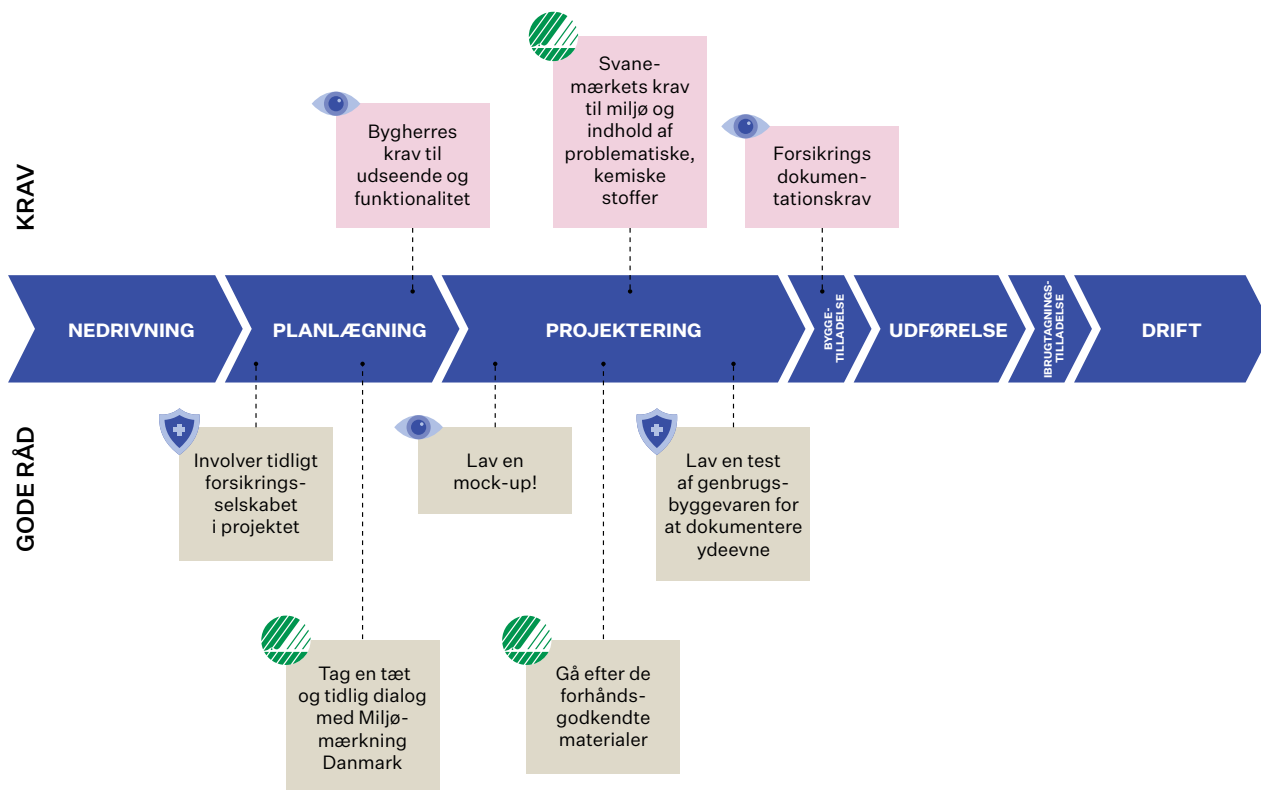 KRAV
Bygherres
krav til
udseende og
funktionalitet
Svane-
mærkets krav
til miljø og
indhold af
problematiske,
kemiske
stoffer
Forsikrings
dokumen-
tationskrav
NEDRIVNING
PLANLÆGNING
PROJEKTERING
BYGGE-
TILLADELSE
UDFØRELSE
IBRUGTAGNINGS-
TILLADELSE
DRIFT
GODE RÅD
Involver tidligt
forsikrings-
selskabet
i projektet
Lav en
mock-up!
Lav en test
af genbrugs-
byggevaren for
at dokumentere
ydeevne
Tag en tæt
og tidlig dialog
med Miljø-
mærkning
Danmark
Gå efter de
forhånds-
godkendte
materialer